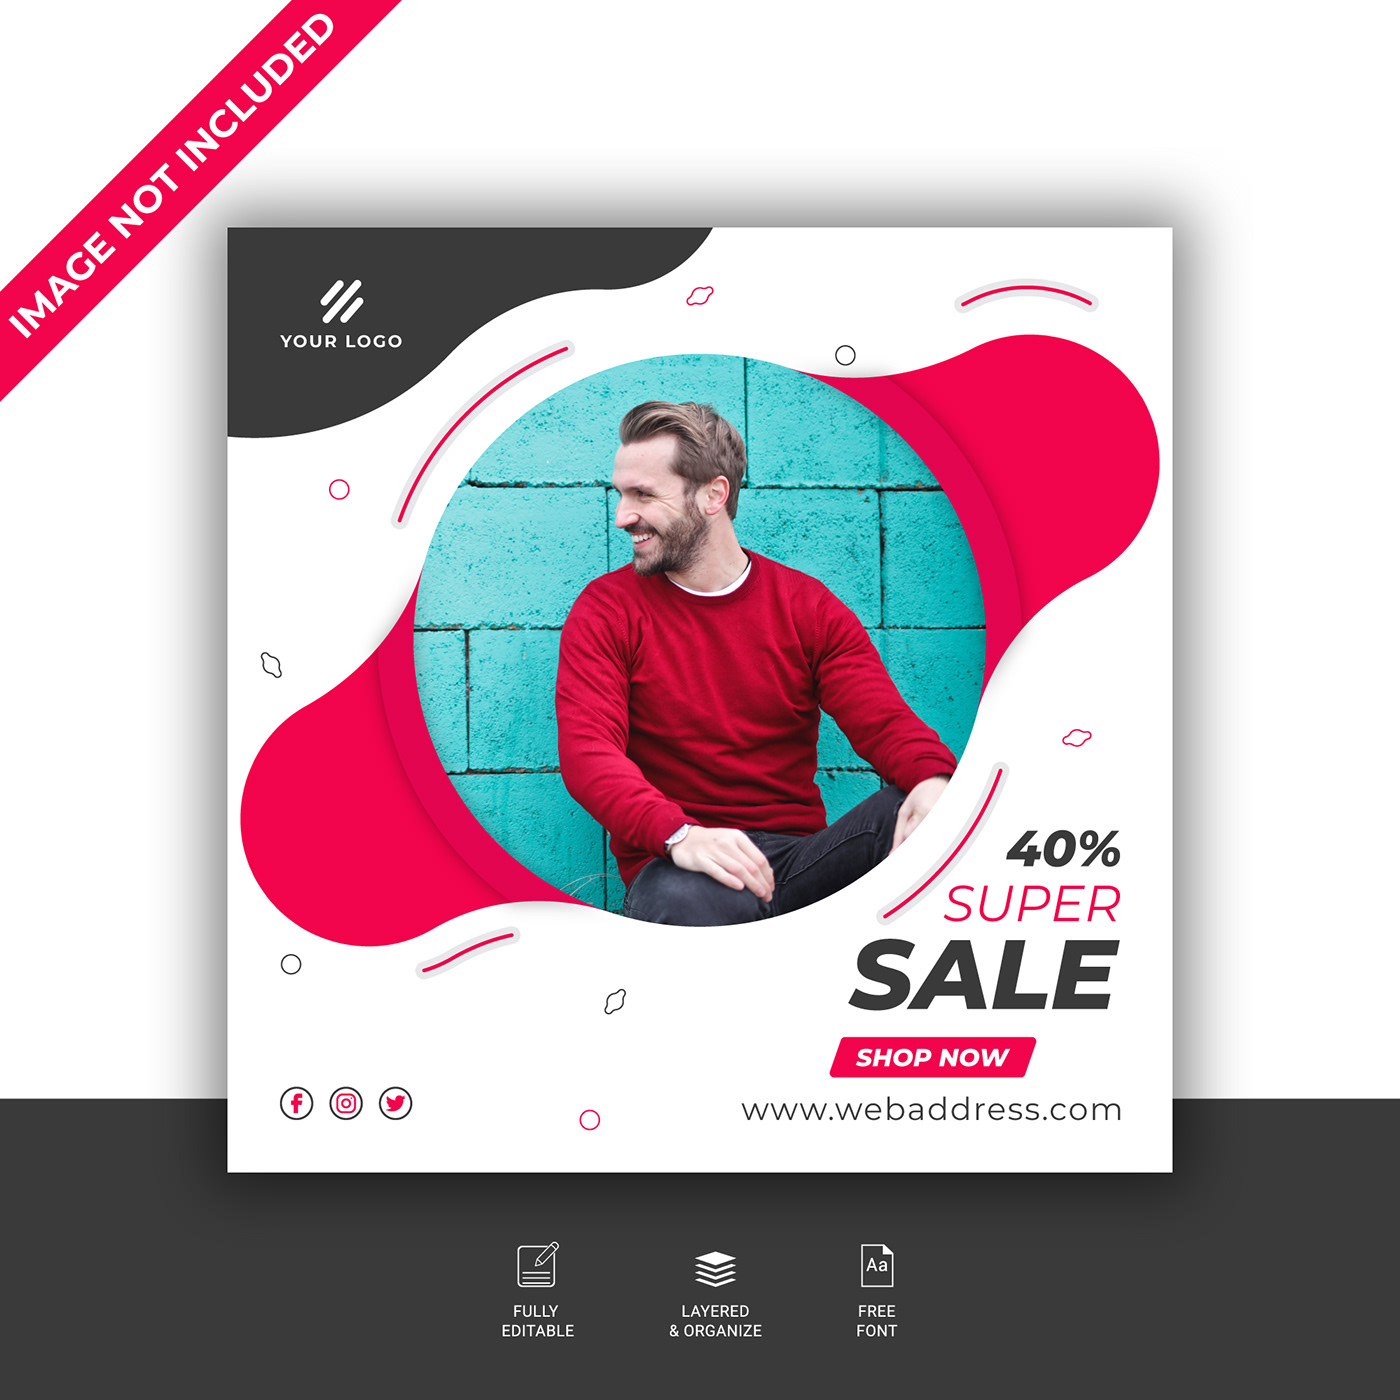 IMAGE NOT INCLUDED
YOUR LOGO
40%
SUPER
SALE
SHOP NOW
www.webaddress.com
FULLY
EDITABLE
LAYERED
& ORGANIZE
Aa
FREE
FONT